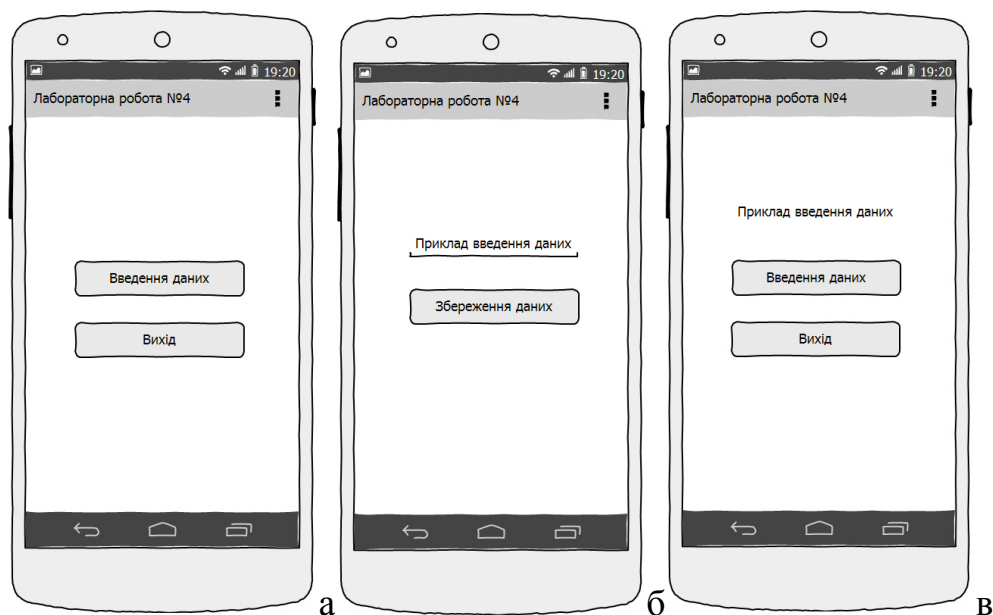 19:20
Лабораторна робота №4
Введення даних
Вихід
а
19:20
Лабораторна робота №4
Приклад введення даних
Збереження даних
б
19:20
Лабораторна робота №4
Приклад введення даних
Введення даних
Вихід
в